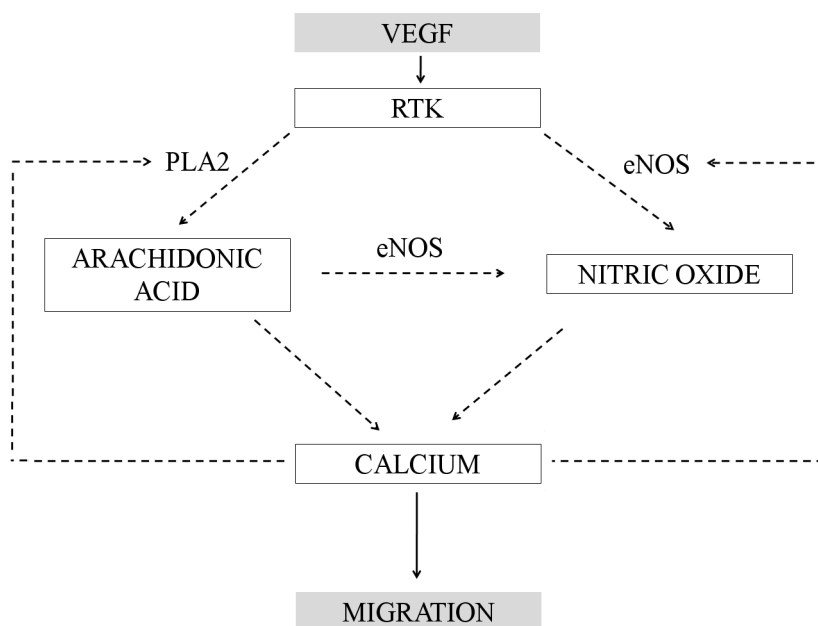 VEGF
RTK
PLA2
eNOS
ARACHIDONIC
ACID
eNOS
NITRIC OXIDE
CALCIUM
MIGRATION